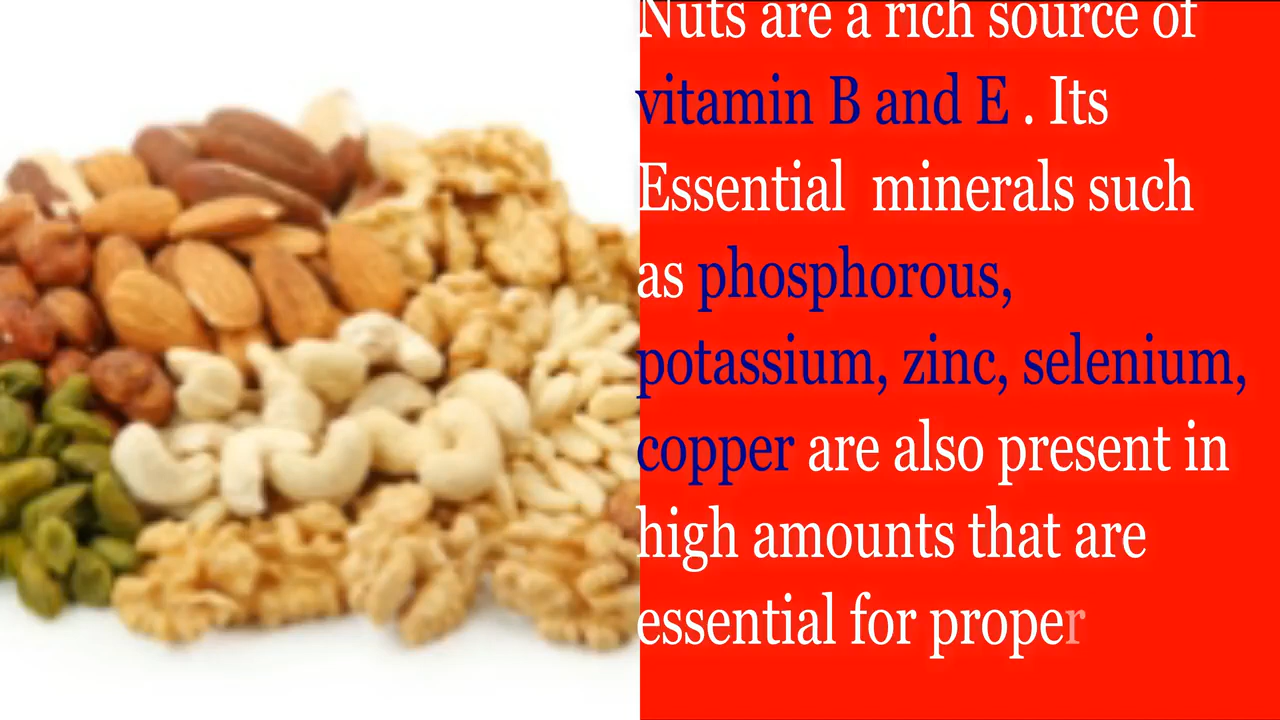 Nuts are a rich source of
vitamin B and E . Its
Essential minerals such
as phosphorous,
potassium, zinc, selenium,
copper are also present in
high amounts that are
essential for proper